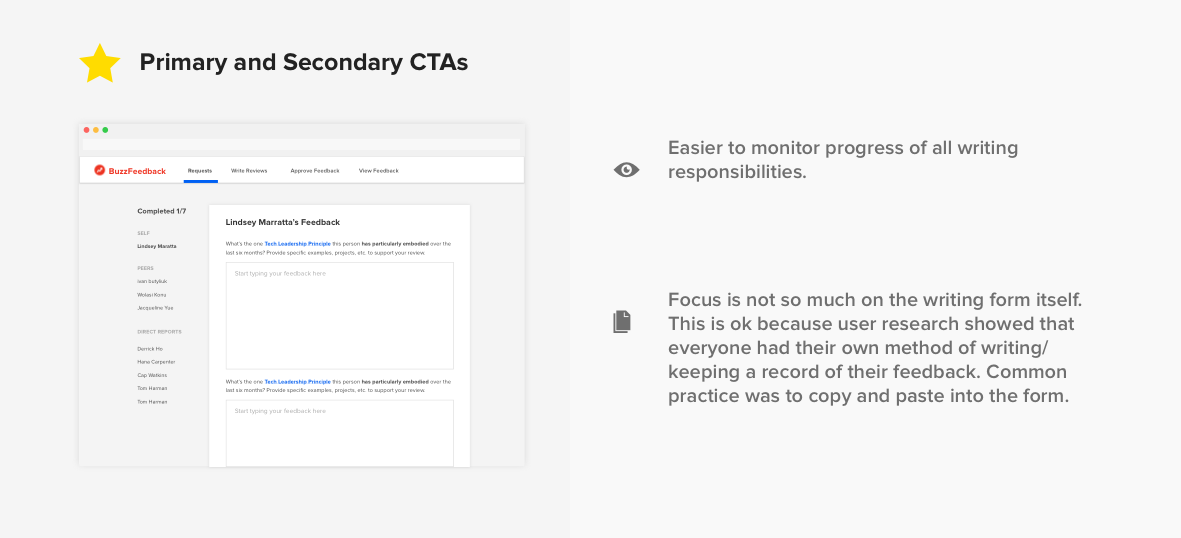 Primary and Secondary CTAs
BuzzFeedback
Requests
Write Reviews
Approve Feedback
View Feedback
Completed 1/7
SELF
Lindsey Maratta
PEERS
ivan butyliuk
Woiasi Konu
Jacqueline Yue
DIRECT REPORTS
Derrick Ho
Hana Carpenter
Cap Watkins
Tom Harman
Tom Harman
Lindsey Marratta's Feedback
What's the one Tech Leadership Principle this person has particularly embodied over the
last six months? Provide specific examples, projects, etc. to support your review.
Start typing your feedback here
What's the one Tech Leadership Principle this person has particularly embodied over the
last six months? Provide specific examples, projects, etc. to support your review.
Start typing your feedback here
Easier to monitor progress of all writing
responsibilities.
Focus is not so much on the writing form itself.
This is ok because user research showed that
everyone had their own method of writing/
keeping a record of their feedback. Common
practice was to copy and paste into the form.